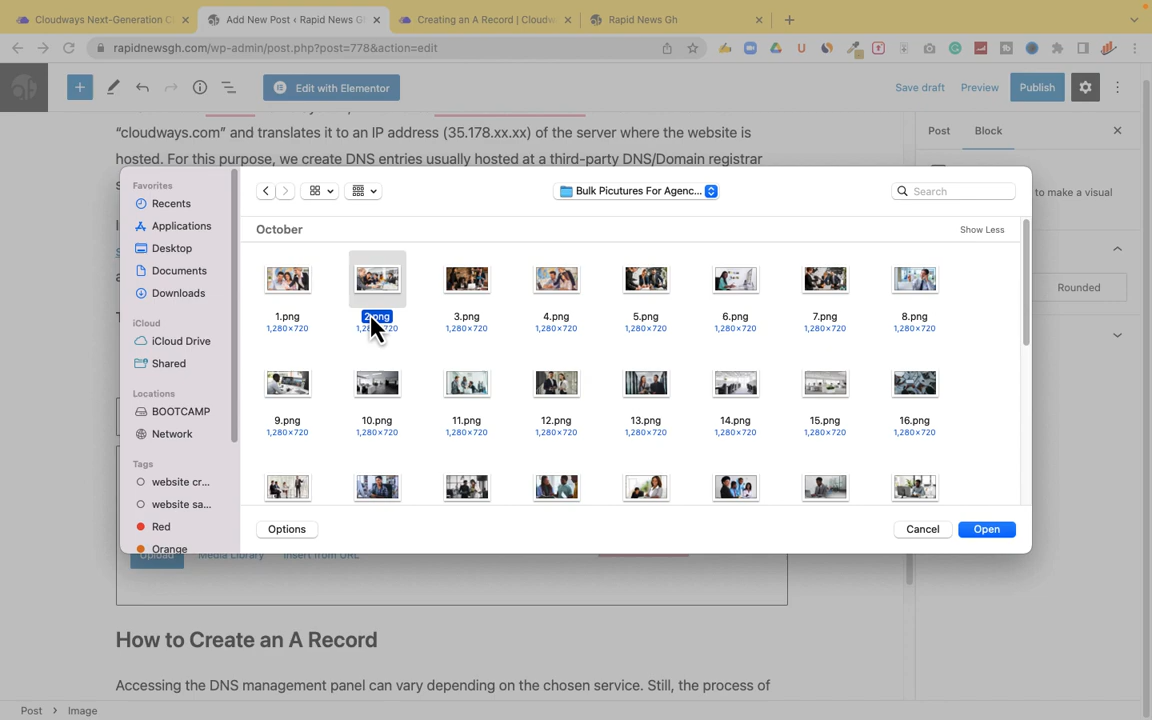 Cloudways Next-Generation C
Add New Post ‹ Rapid News G
Creating an A Record | Cloudw
Rapid News Gh
rapidnewsgh.com/wp-admin/post.php?post=778&action=edit
Edit with Elementor
Save draft
Preview
Publish
"cloudways.com" and translates it to an IP address (35.178.xx.xx) of the server where the website is
hosted. For this purpose, we create DNS entries usually hosted at a third-party DNS/Domain registrar
Post
Block
to make a visual
Rounded
Favorites
Recents
Applications
Desktop
Documents
Downloads
iCloud
iCloud Drive
Shared
Locations
BOOTCAMP
Network
Tags
website cr...
website sa...
Red
Orange
Bulk Picutures For Agenc...
Search
October
Show Less
1.png
2.png
3.png
4.png
5.png
6.png
7.png
8.png
1,280×720
1,280×720
1,280×720
1,280×720
1,280×720
1,280×720
1,280×720
9.png
10.png
11.png
12.png
13.png
14.png
15.png
16.png
1,280×720
1,280×720
1,280×720
1,280×720
1,280×720
1,280×720
1,280×720
1,280×720
Options
Cancel
Open
Upload
Media Library
Insert from URL
How to Create an A Record
Accessing the DNS management panel can vary depending on the chosen service. Still, the process of
Post
Image